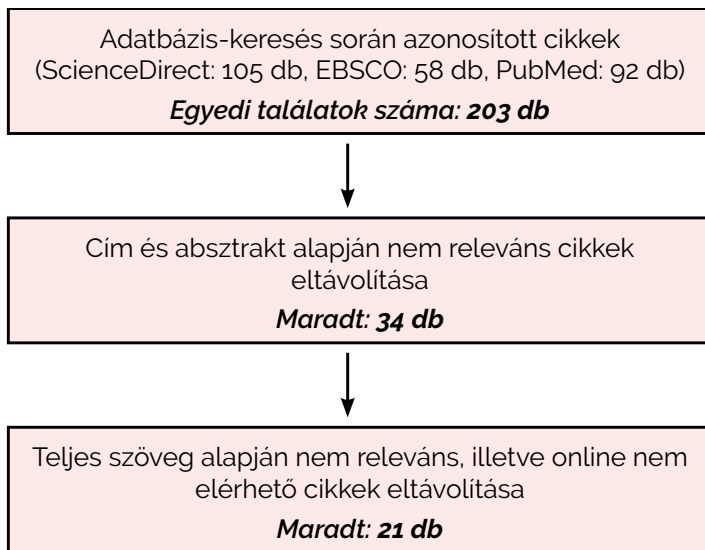 Adatbázis-keresés során azonosított cikkek
(ScienceDirect: 105 db, EBSCO: 58 db, PubMed: 92 db)
Egyedi találatok száma: 203 db
Cím és absztrakt alapján nem releváns cikkek
eltávolítása
Maradt: 34 db
Teljes szöveg alapján nem releváns, illetve online nem
elérhető cikkek eltávolítása
Maradt: 21 db